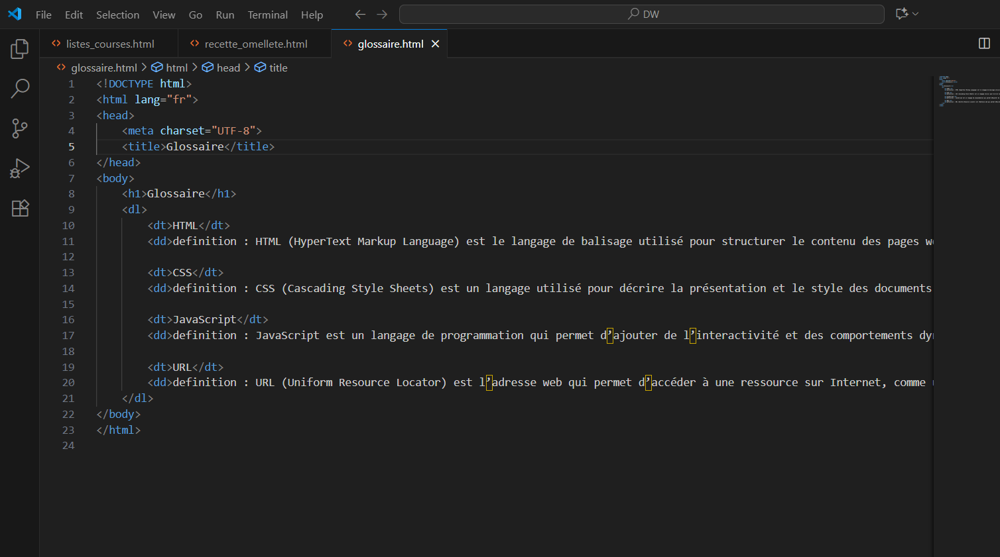 File Edit Selection View Go Run Terminal Help DW
listes_courses.html recette_omellete.html glossaire.html
glossaire.html > html > head > title
1 <!DOCTYPE html>
2 <html lang="fr">
3 <head>
4 <meta charset="UTF-8">
5 <title>Glossaire</title>
6 </head>
7 <body>
8 <h1>Glossaire</h1>
9 <dl>
10 <dt>HTML</dt>
11 <dd>definition : HTML (HyperText Markup Language) est le langage de balisage utilisé pour structurer le contenu des pages
12
13 <dt>CSS</dt>
14 <dd>definition : CSS (Cascading Style Sheets) est un langage utilisé pour décrire la présentation et le style des documents
15
16 <dt>JavaScript</dt>
17 <dd>definition : JavaScript est un langage de programmation qui permet d’ajouter de l’interactivité et des comportements
18
19 <dt>URL</dt>
20 <dd>definition : URL (Uniform Resource Locator) est l’adresse web qui permet d’accéder à une ressource sur Internet, comme
21 </dl>
22 </body>
23 </html>
24